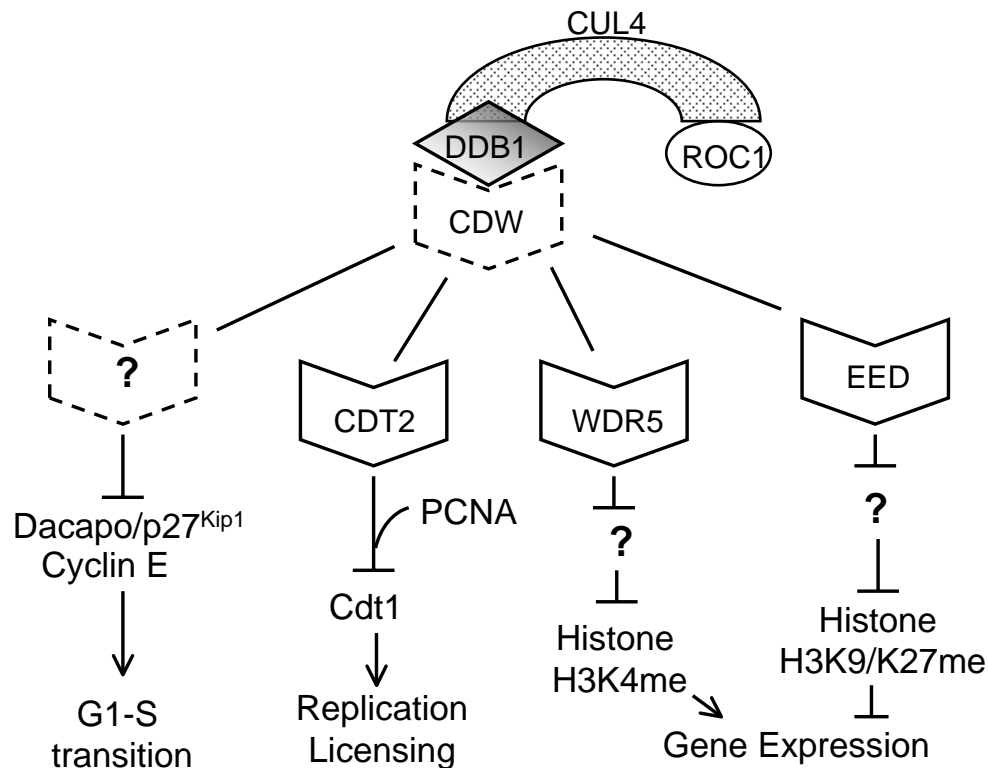 CUL4
DDB1
ROC1
CDW
?
CDT2
WDR5
EED
Dacapo/p27Kip1
Cyclin E
PCNA
?
?
Cdt1
Histone
H3K4me
Histone
H3K9/K27me
G1-S
transition
Replication
Licensing
Gene Expression